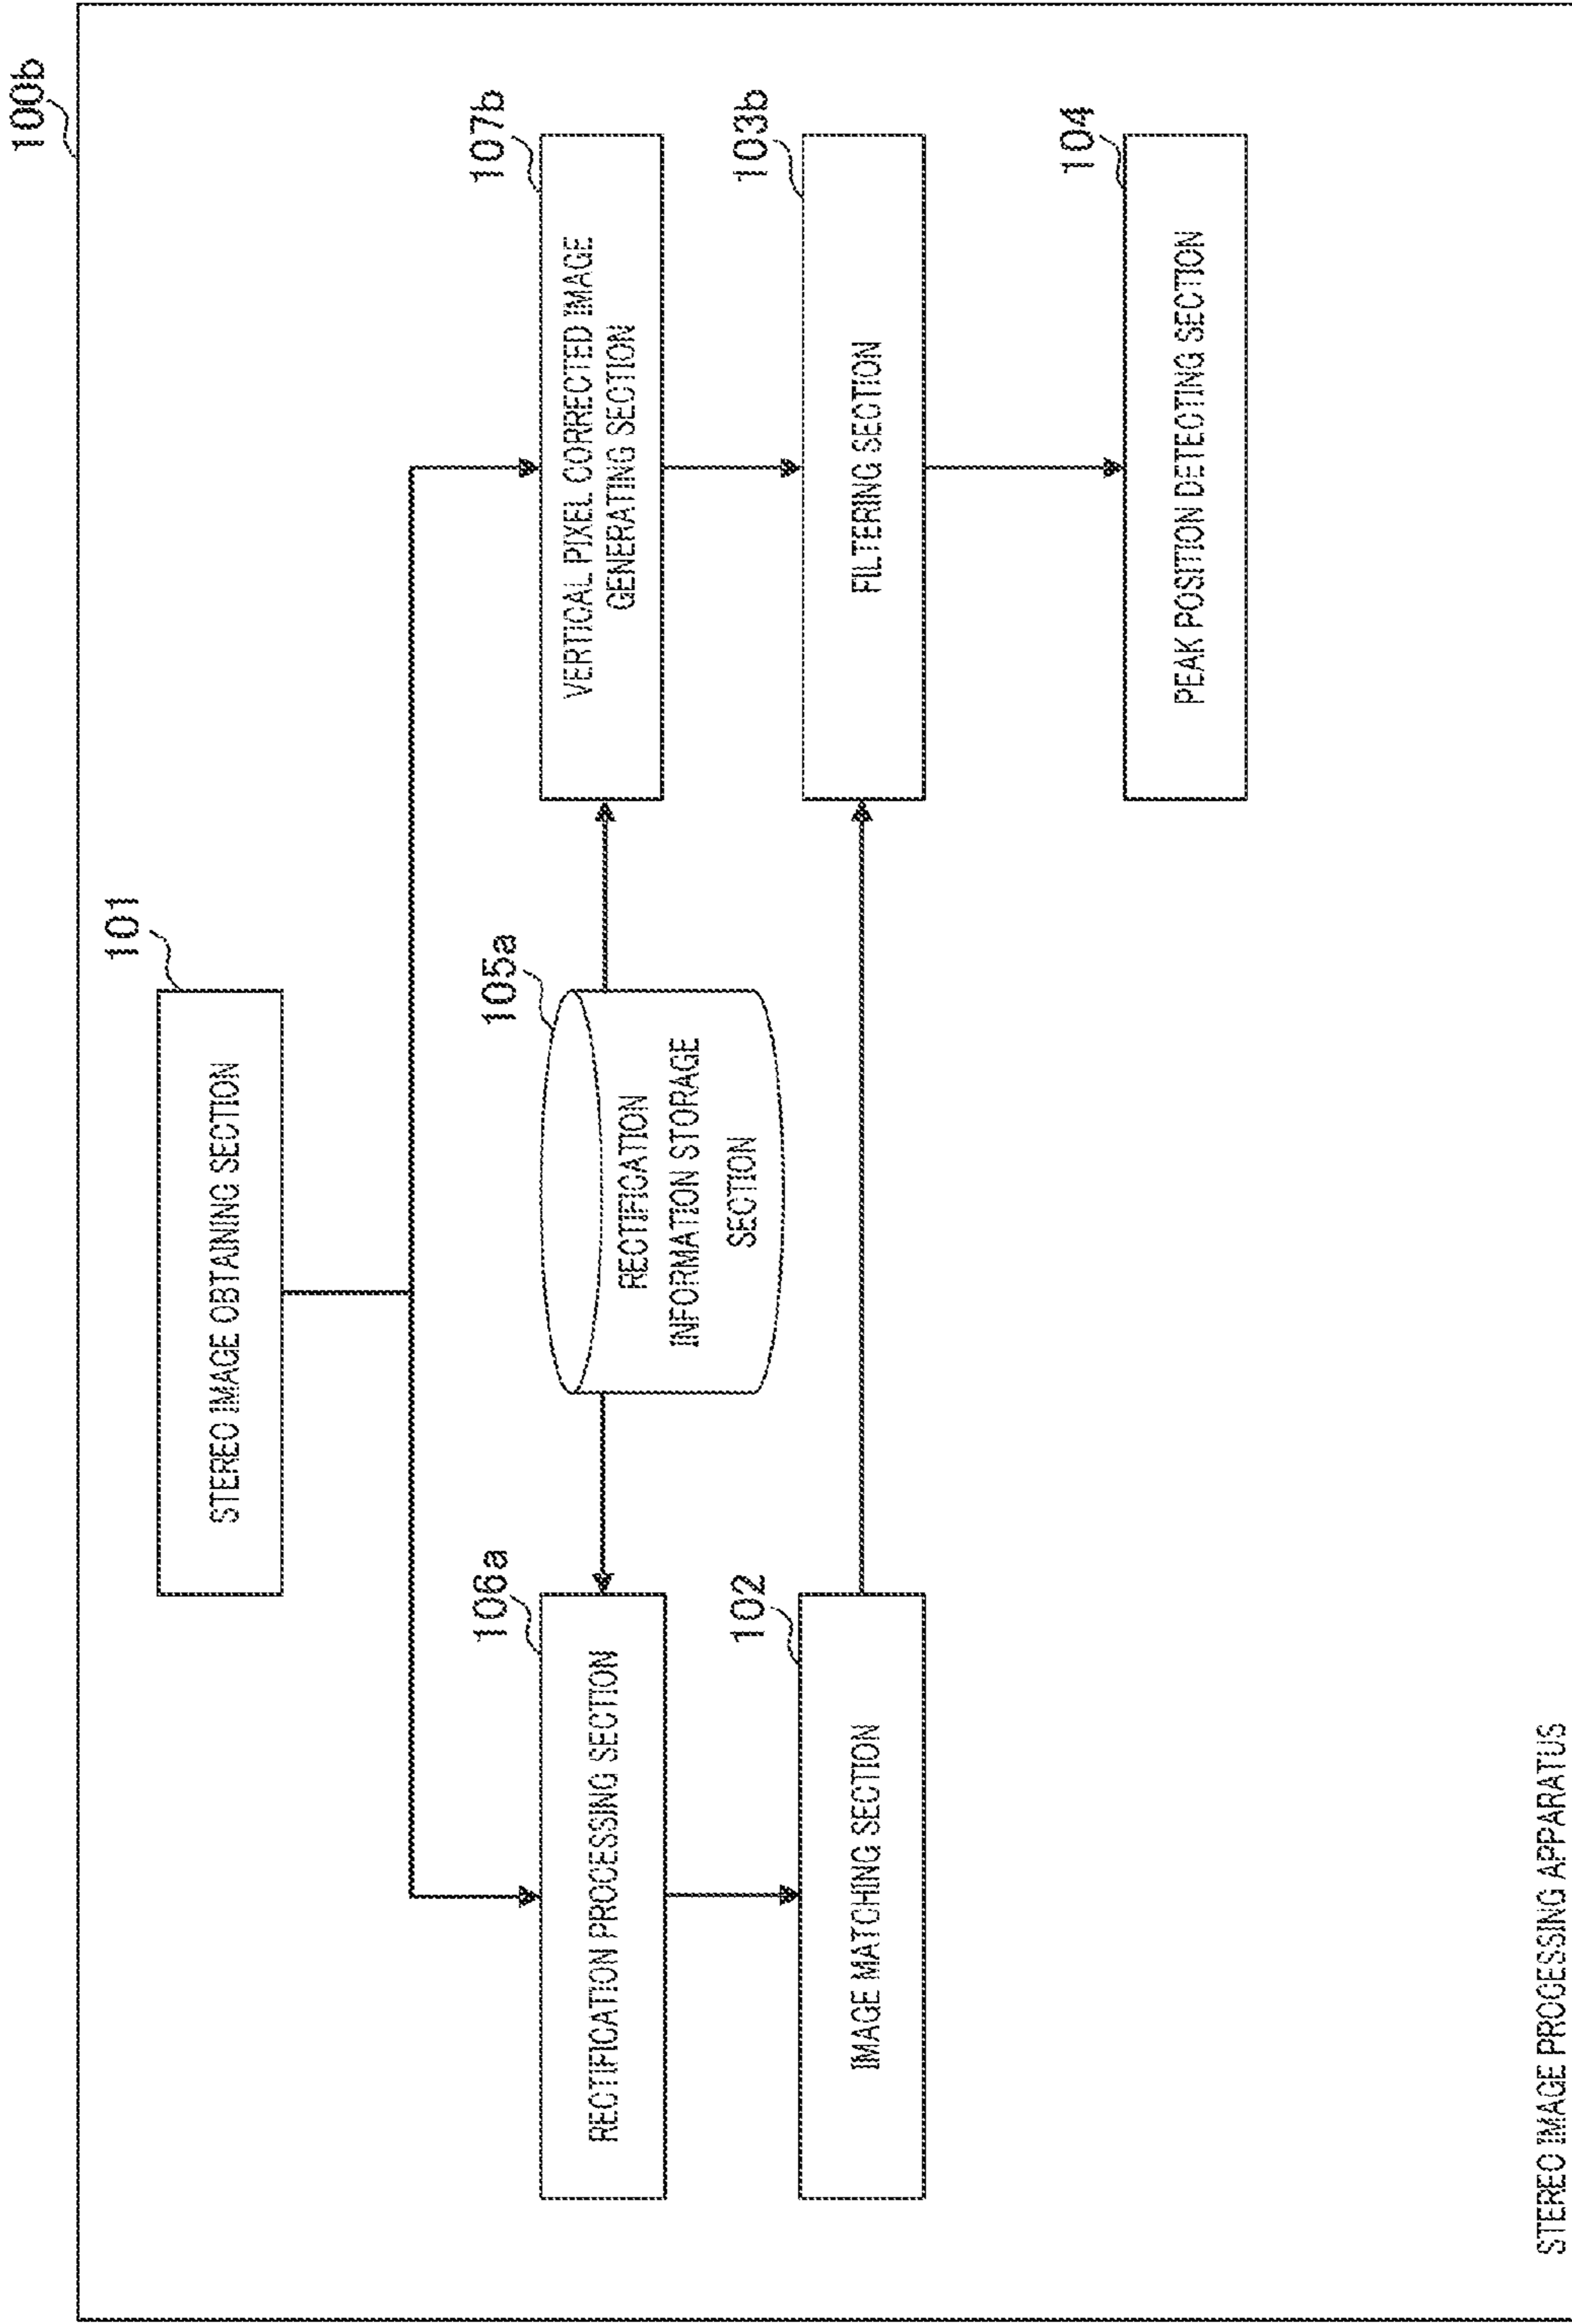 100b
101
STEREO IMAGE OBTAINING SECTION
106a
RECTIFICATION PROCESSING SECTION
105a
RECTIFICATION
INFORMATION STORAGE
SECTION
107b
VERTICAL PIXEL CORRECTED IMAGE
GENERATING SECTION
102
IMAGE MATCHING SECTION
103b
FILTERING SECTION
104
PEAK POSITION DETECTING SECTION
STEREO IMAGE PROCESSING APPARATUS